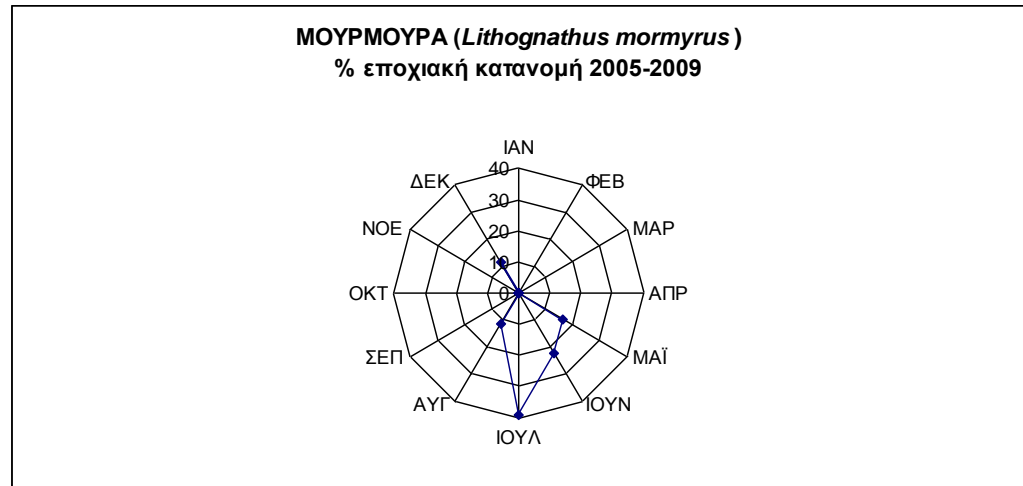 ΜΟΥΡΜΟΥΡΑ (Lithognathus mormyrus)
% εποχιακή κατανομή 2005-2009
ΙΑΝ
ΦΕΒ
ΜΑΡ
ΑΠΡ
ΜΑΪ
ΙΟΥΝ
ΙΟΥΛ
ΑΥΓ
ΣΕΠ
ΟΚΤ
ΝΟΕ
ΔΕΚ
40
30
20
10
0